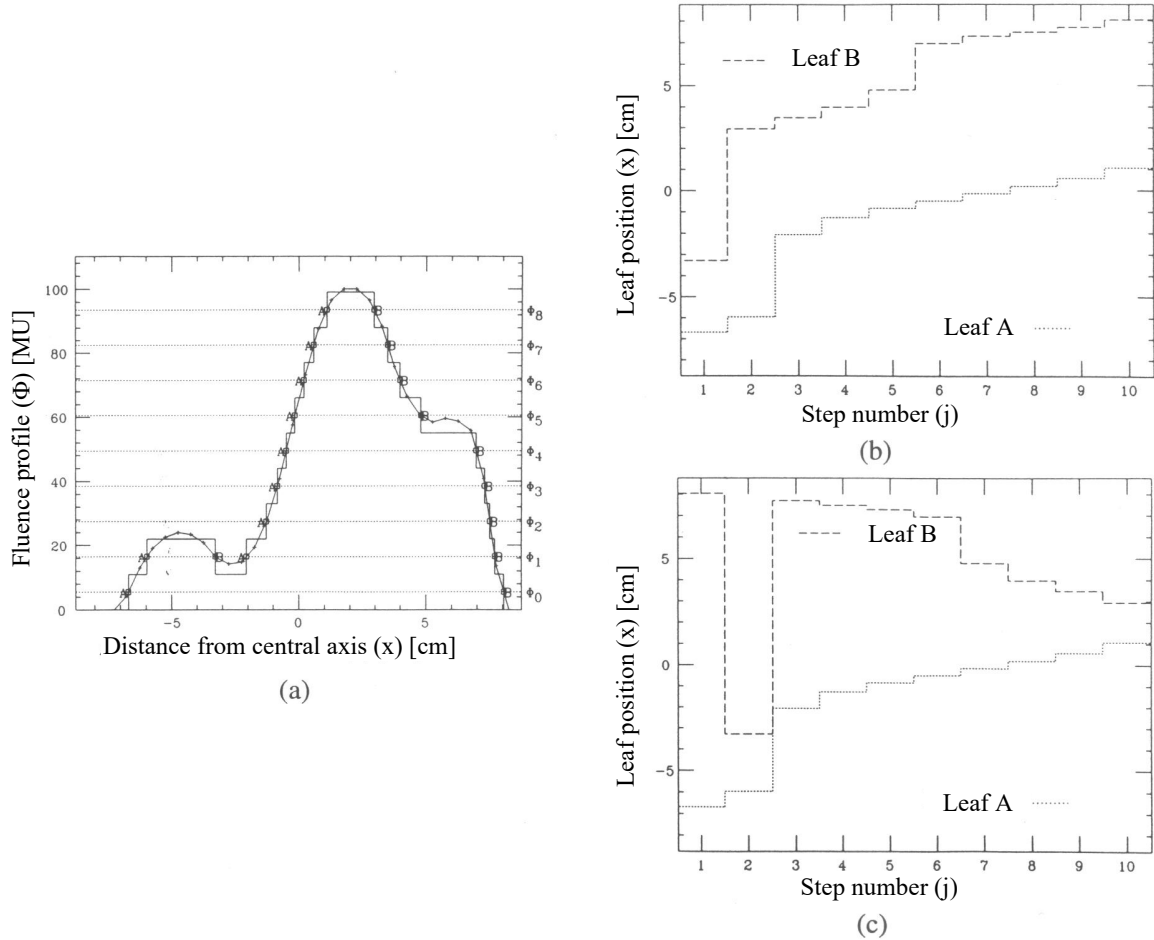 Fluence profile (Φ) [MU]
100
80
60
40
20
0
A B Φ8
A B Φ7
A B Φ6
A B Φ5
A B Φ4
A B Φ3
A B Φ2
A B A B Φ1
A B Φ0
−5 0 5
Distance from central axis (x) [cm]
(a)
Leaf position (x) [cm]
5
0
−5
Leaf B
Leaf A
1 2 3 4 5 6 7 8 9 10
Step number (j)
(b)
Leaf position (x) [cm]
5
0
−5
Leaf B
Leaf A
1 2 3 4 5 6 7 8 9 10
Step number (j)
(c)